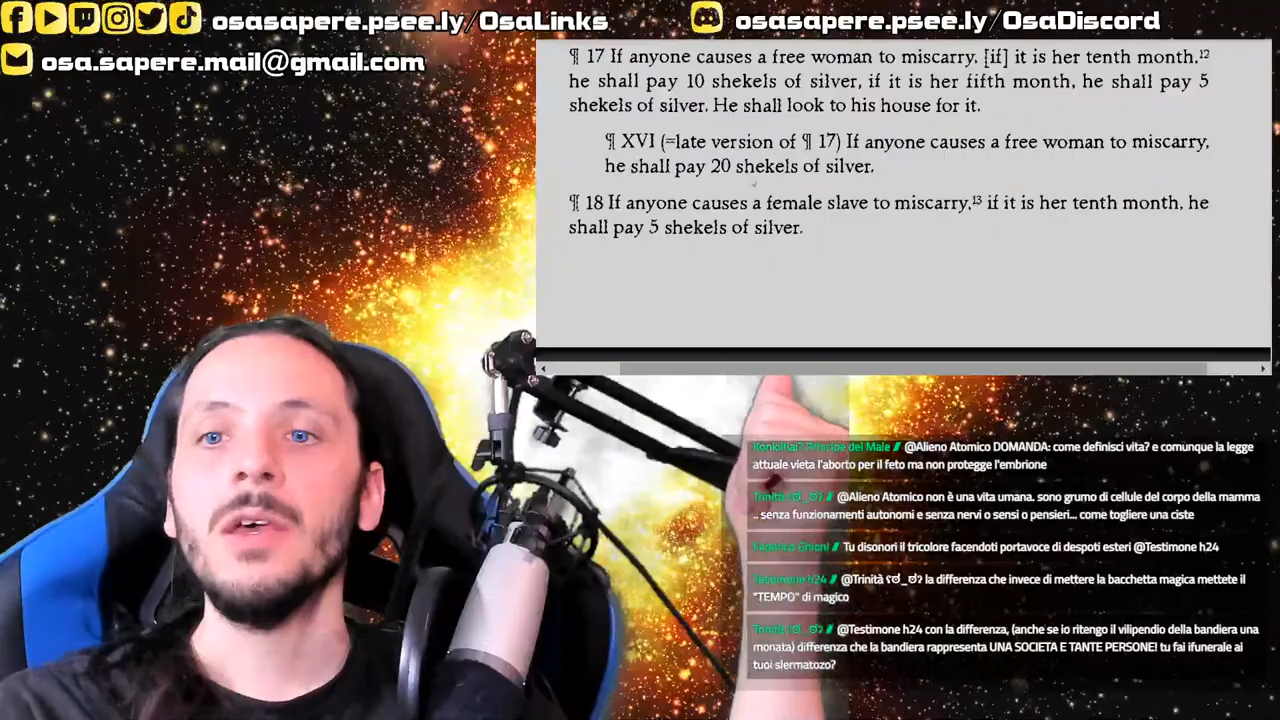 osasapere.psee.ly/OsaLinks
osasapere.psee.ly/OsaDiscord
osa.sapere.mail@gmail.com
¶ 17 If anyone causes a free woman to miscarry, [if] it is her tenth month,¹²
he shall pay 10 shekels of silver, if it is her fifth month, he shall pay 5
shekels of silver. He shall look to his house for it.
¶ XVI (=late version of ¶ 17) If anyone causes a free woman to miscarry,
he shall pay 20 shekels of silver.
¶ 18 If anyone causes a female slave to miscarry,¹³ if it is her tenth month, he
shall pay 5 shekels of silver.
Principe del Male // @Alieno Atomico DOMANDA: come definisci vita? e comunque la legge
attuale vieta l'aborto per il feto ma non protegge l'embrione
Trinità // @Alieno Atomico non è una vita umana. sono grumo di cellule del corpo della mamma
.. senza funzionamenti autonomi e senza nervi o sensi o pensieri... come togliere una ciste
Federico Ghioni // Tu disonori il tricolore facendoti portavoce di despoti esteri @Testimone h24
Testimone h24 // @Trinità la differenza che invece di mettere la bacchetta magica mettete il
"TEMPO" di magico
Trinità // @Testimone h24 con la differenza, (anche se io ritengo il vilipendio della bandiera una
monata) differenza che la bandiera rappresenta UNA SOCIETA E TANTE PERSONE! tu fai ifunerale ai
tuoi slermatozo?